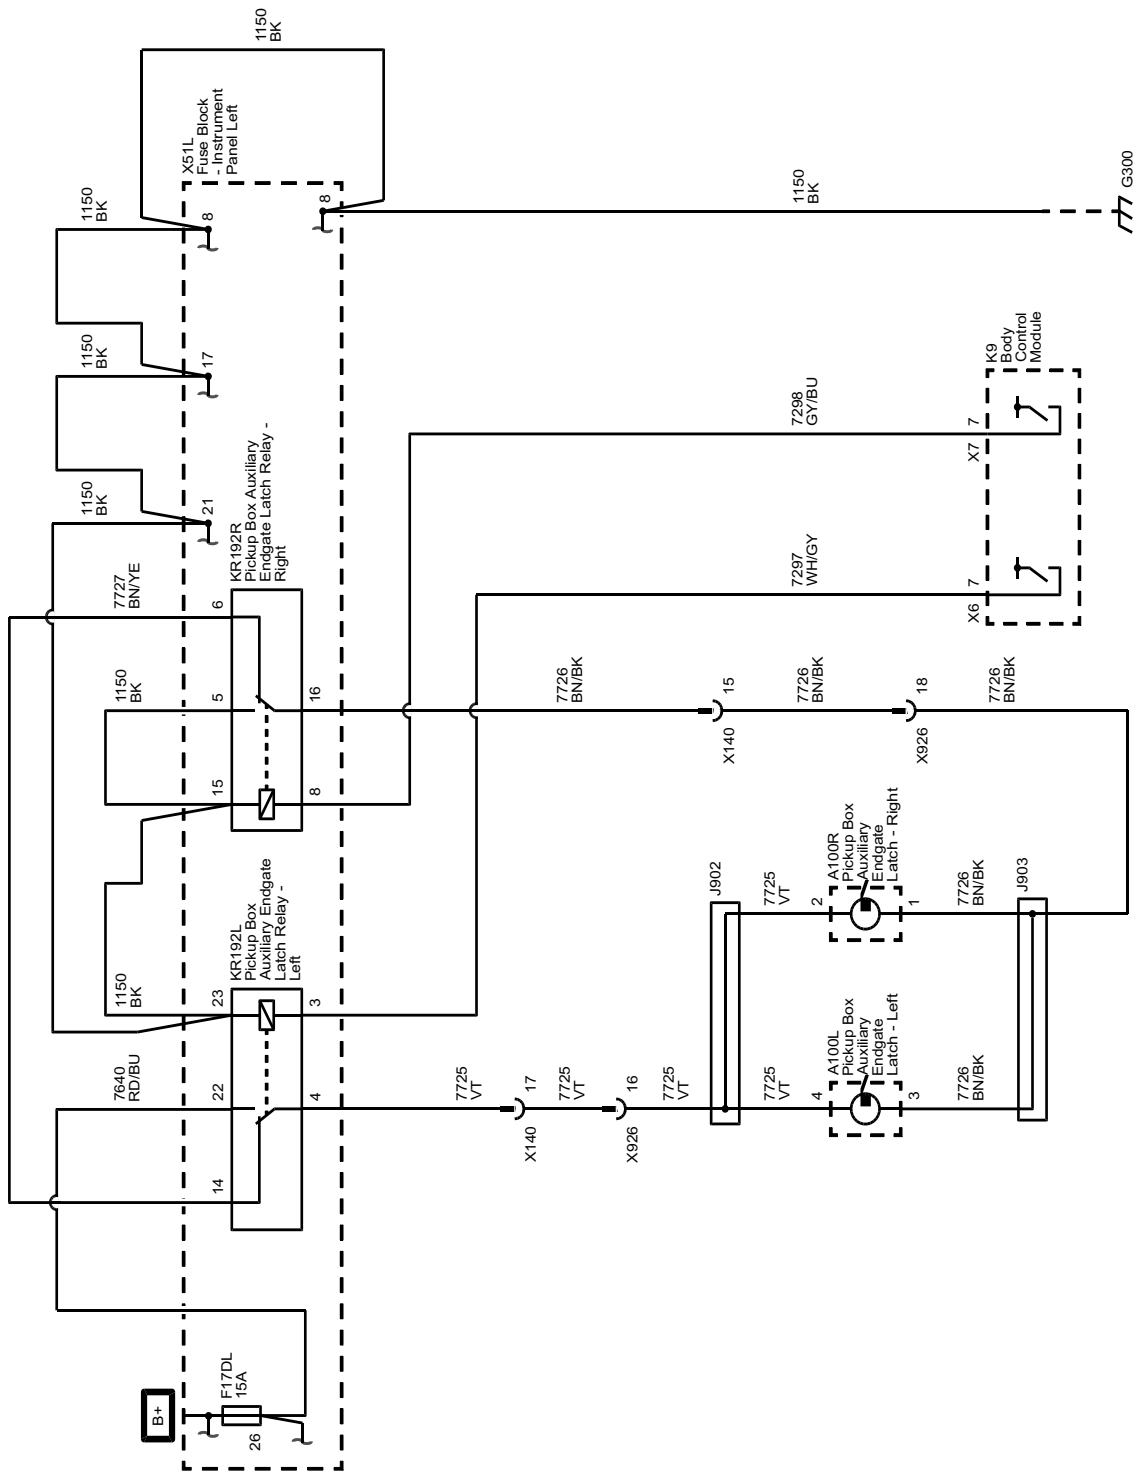 B+
F17DL
15A
26
7640
RD/BU
1150
BK
1150
BK
7727
BN/YE
1150
BK
1150
BK
1150
BK
1150
BK
X51L
Fuse Block
- Instrument
Panel Left
14
22
23
15
5
6
21
17
8
8
KR192L
Pickup Box
Auxiliary Endgate
Latch Relay -
Left
KR192R
Pickup Box Auxiliary
Endgate Latch Relay -
Right
4
3
8
16
7725
VT
X140
17
7725
VT
X926
16
7725
VT
7726
BN/BK
X140
15
7726
BN/BK
X926
18
7726
BN/BK
7297
WH/GY
7298
GY/BU
1150
BK
J902
7725
VT
7725
VT
4
2
A100L
Pickup Box
Auxiliary
Endgate
Latch - Left
A100R
Pickup Box
Auxiliary
Endgate
Latch - Right
3
1
7726
BN/BK
7726
BN/BK
J903
X6
7
X7
7
K9
Body
Control
Module
G300